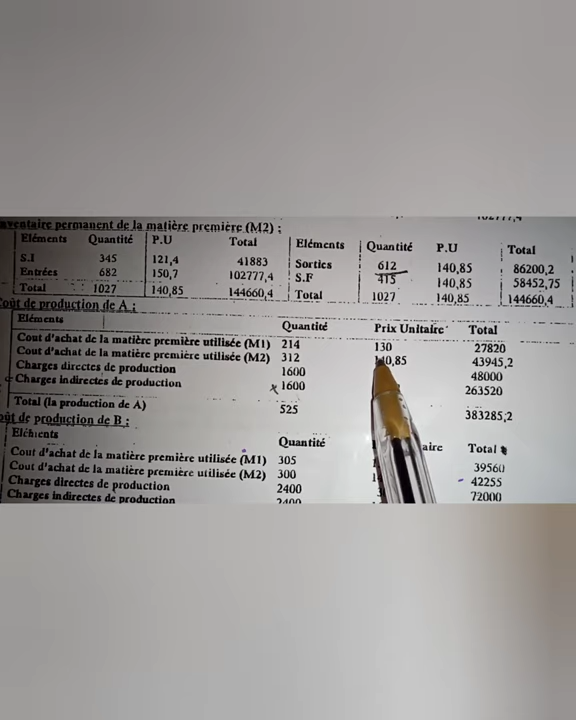 102777,4
nventaire permanent de la matière première (M2) ;
Eléments Quantité P.U Total Eléments Quantité P.U Total
S.I 345 121,4 41883 Sorties 612 140,85 86200,2
Entrées 682 150,7 102777,4 S.F 415 140,85 58452,75
Total 1027 140,85 144660,4 Total 1027 140,85 144660,4
Coût de production de A ;
Eléments Quantité Prix Unitaire Total
Cout d'achat de la matière première utilisée (M1) 214 130 27820
Cout d'achat de la matière première utilisée (M2) 312 140,85 43945,2
Charges directes de production 1600 48000
Charges indirectes de production 1600 263520
Total (la production de A) 525 383285,2
oût de production de B :
Eléments Quantité aire Total
Cout d'achat de la matière première utilisée (M1) 305 39560
Cout d'achat de la matière première utilisée (M2) 300 42255
Charges directes de production 2400 72000
Charges indirectes de production 2400